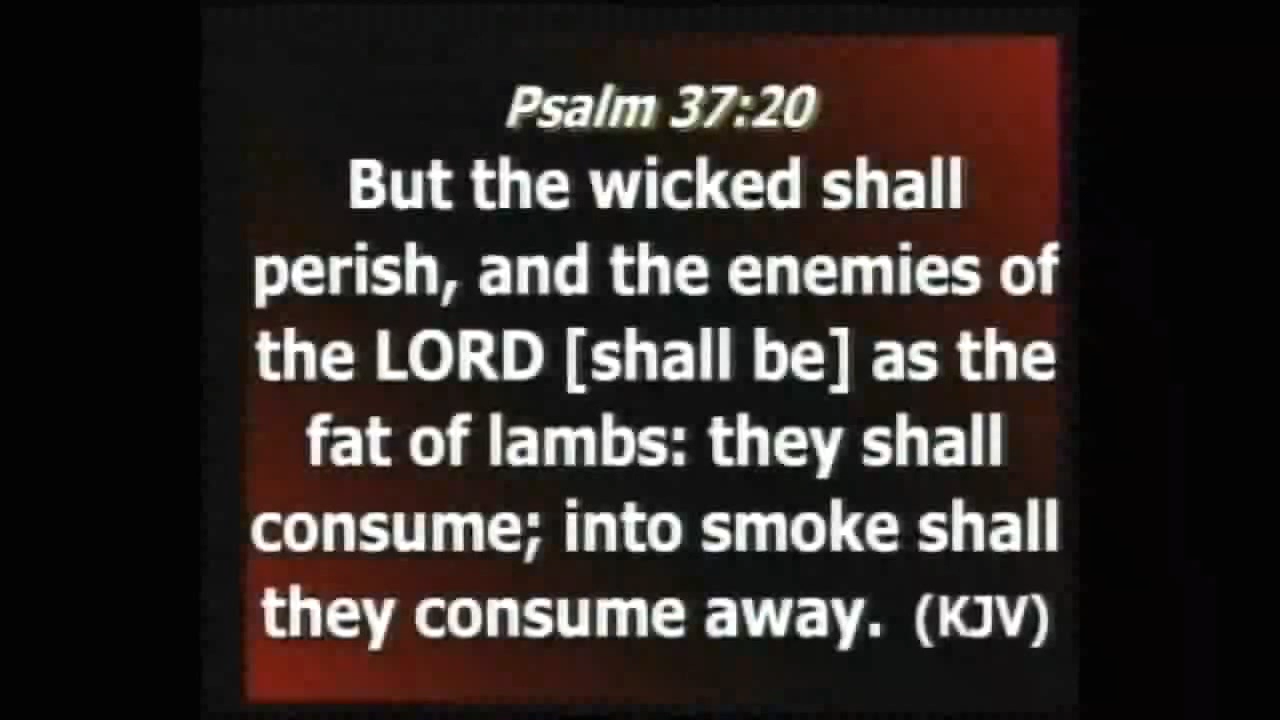 Psalm 37:20
But the wicked shall
perish, and the enemies of
the LORD [shall be] as the
fat of lambs: they shall
consume; into smoke shall
they consume away. (KJV)